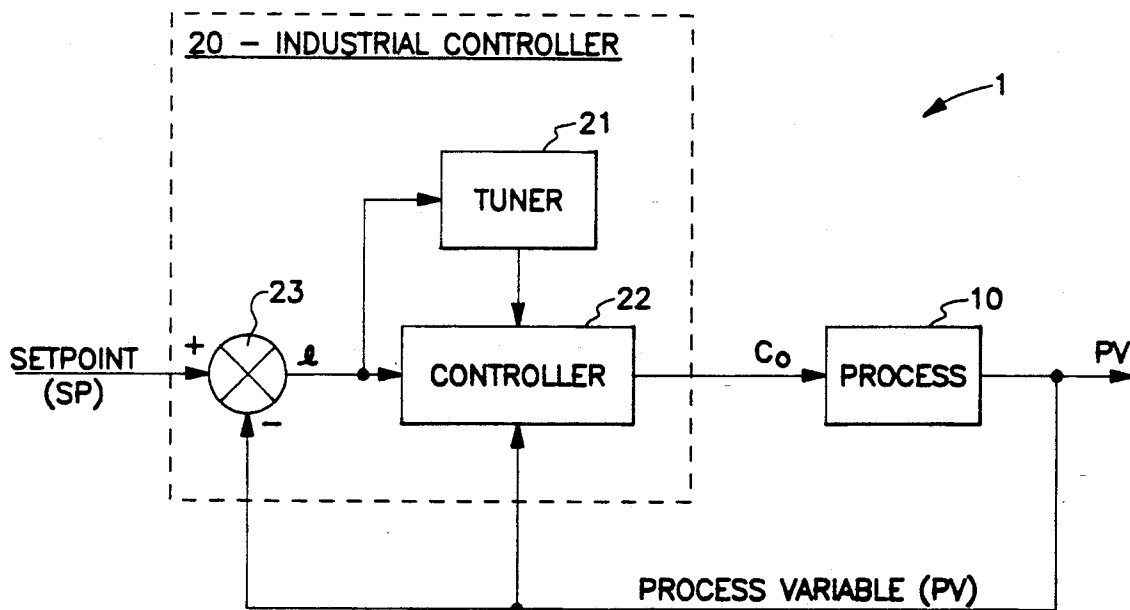 20 - INDUSTRIAL CONTROLLER
1
21
TUNER
23
22
10
SETPOINT
(SP)
+
-
e
CONTROLLER
Co
PROCESS
PV
PROCESS VARIABLE (PV)